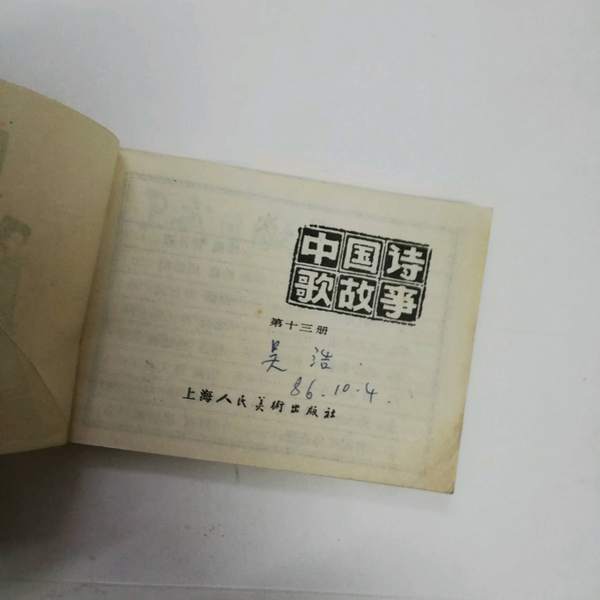 中国诗
歌故事
第十三册
吴浩
86.10.4.
上海人民美術出版社